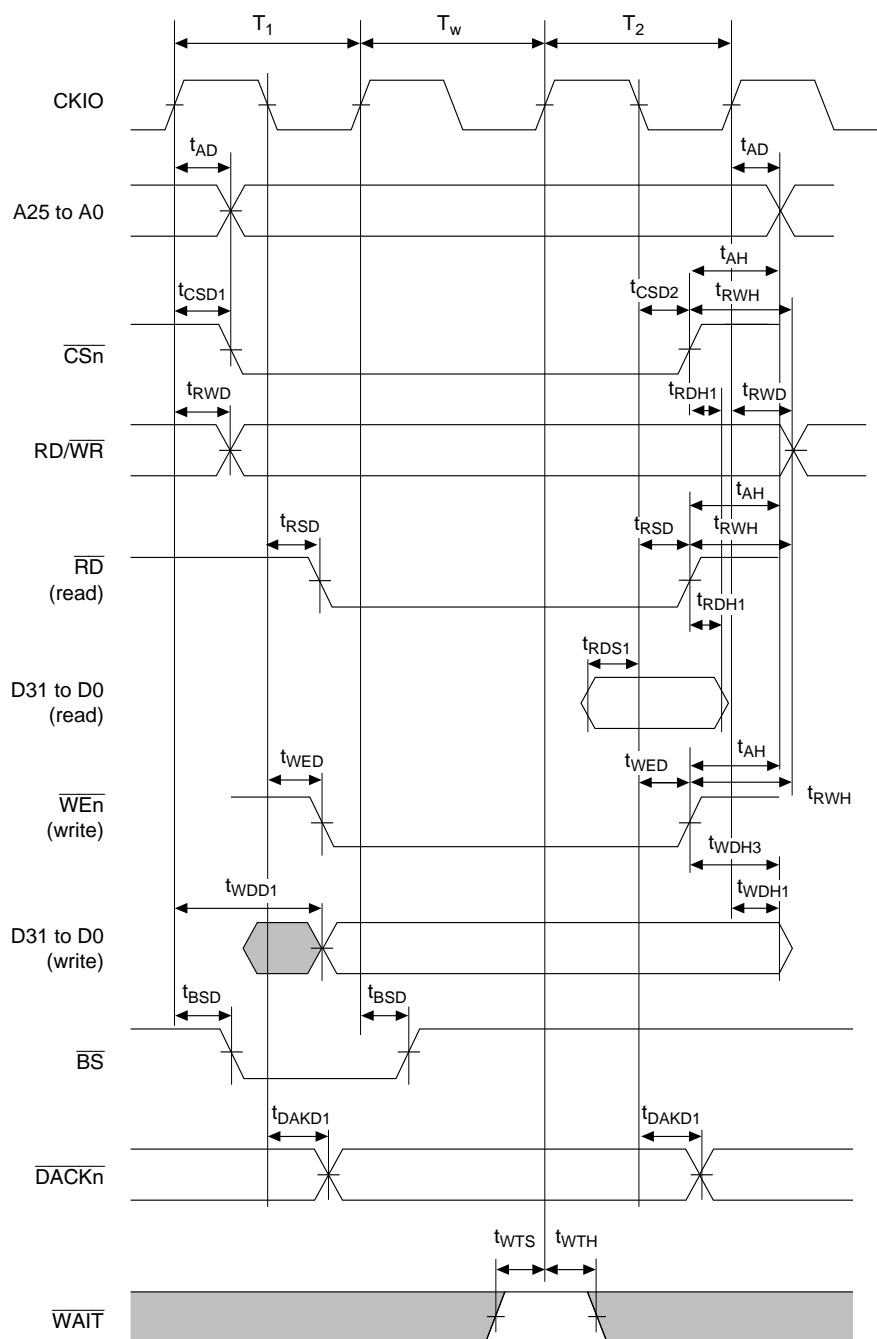 T1 Tw T2
CKIO
tAD tAD
A25 to A0
tAH
tCSD1 tCSD2 tRWH
CSn
tRWD tRDH1 tRWD
RD/WR
tAH
tRSD tRSD tRWH
RD
(read)
tRDH1
tRDS1
D31 to D0
(read)
tAH
tWED tWED
tRWH
WEn
(write)
tWDH3
tWDD1 tWDH1
D31 to D0
(write)
tBSD tBSD
BS
tDAKD1 tDAKD1
DACKn
tWTS tWTH
WAIT